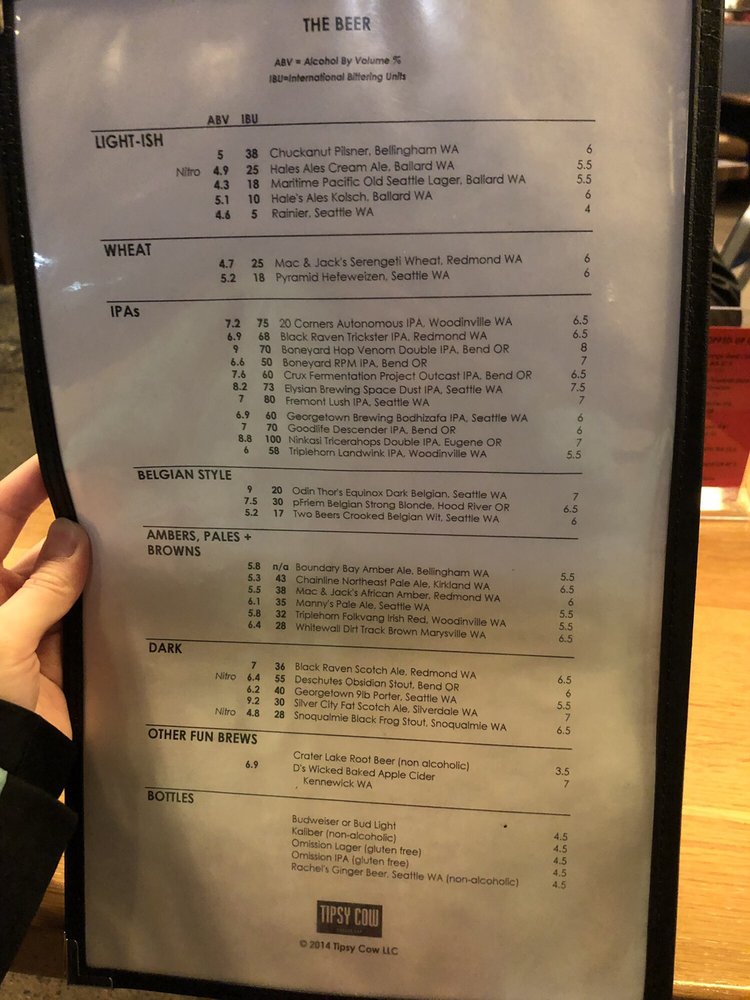 THE BEER
ABV = Alcohol By Volume %
IBU=International Bittering Units
ABV IBU
LIGHT-ISH
5 38 Chuckanut Pilsner, Bellingham WA 6
Nitro 4.9 25 Hales Ales Cream Ale, Ballard WA 5.5
4.3 18 Maritime Pacific Old Seattle Lager, Ballard WA 5.5
5.1 10 Hale's Ales Kolsch, Ballard WA 6
4.6 5 Rainier, Seattle WA 4
WHEAT
4.7 25 Mac & Jack's Serengeti Wheat, Redmond WA 6
5.2 18 Pyramid Hefeweizen, Seattle WA 6
IPAs
7.2 75 20 Corners Autonomous IPA, Woodinville WA 6.5
6.9 68 Black Raven Trickster IPA, Redmond WA 6.5
9 70 Boneyard Hop Venom Double IPA, Bend OR 8
6.6 50 Boneyard RPM IPA, Bend OR 7
7.6 60 Crux Fermentation Project Outcast IPA, Bend OR 6.5
8.2 73 Elysian Brewing Space Dust IPA, Seattle WA 7.5
7 80 Fremont Lush IPA, Seattle WA 7
6.9 60 Georgetown Brewing Bodhizafa IPA, Seattle WA 6
7 70 Goodlife Descender IPA, Bend OR 6
8.8 100 Ninkasi Tricerahops Double IPA, Eugene OR 7
6 58 Triplehorn Landwink IPA, Woodinville WA 5.5
BELGIAN STYLE
9 20 Odin Thor's Equinox Dark Belgian, Seattle WA 7
7.5 30 pFriem Belgian Strong Blonde, Hood River OR 6.5
5.2 17 Two Beers Crooked Belgian Wit, Seattle WA 6
AMBERS, PALES +
BROWNS
5.8 n/a Boundary Bay Amber Ale, Bellingham WA 5.5
5.3 43 Chainline Northeast Pale Ale, Kirkland WA 6.5
5.5 38 Mac & Jack's African Amber, Redmond WA 6
6.1 35 Manny's Pale Ale, Seattle WA 5.5
5.8 32 Triplehorn Folkvang Irish Red, Woodinville WA 5.5
6.4 28 Whitewall Dirt Track Brown Marysville WA 6.5
DARK
7 36 Black Raven Scotch Ale, Redmond WA 6.5
Nitro 6.4 55 Deschutes Obsidian Stout, Bend OR 6
6.2 40 Georgetown 9lb Porter, Seattle WA 5.5
9.2 30 Silver City Fat Scotch Ale, Silverdale WA 7
Nitro 4.8 28 Snoqualmie Black Frog Stout, Snoqualmie WA 6.5
OTHER FUN BREWS
Crater Lake Root Beer (non alcoholic) 3.5
6.9 D's Wicked Baked Apple Cider 7
Kennewick WA
BOTTLES
Budweiser or Bud Light 4.5
Kaliber (non-alcoholic) 4.5
Omission Lager (gluten free) 4.5
Omission IPA (gluten free) 4.5
Rachel's Ginger Beer, Seattle WA (non-alcoholic) 4.5
TIPSY COW
© 2014 Tipsy Cow LLC